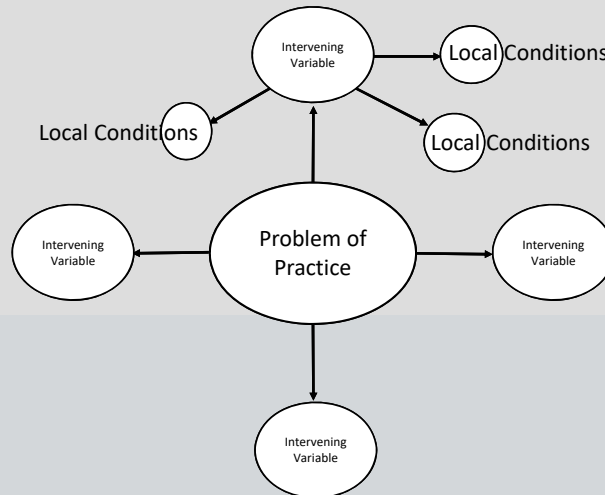 Intervening
Variable
Local Conditions
Local Conditions
Local Conditions
Intervening
Variable
Problem of
Practice
Intervening
Variable
Intervening
Variable